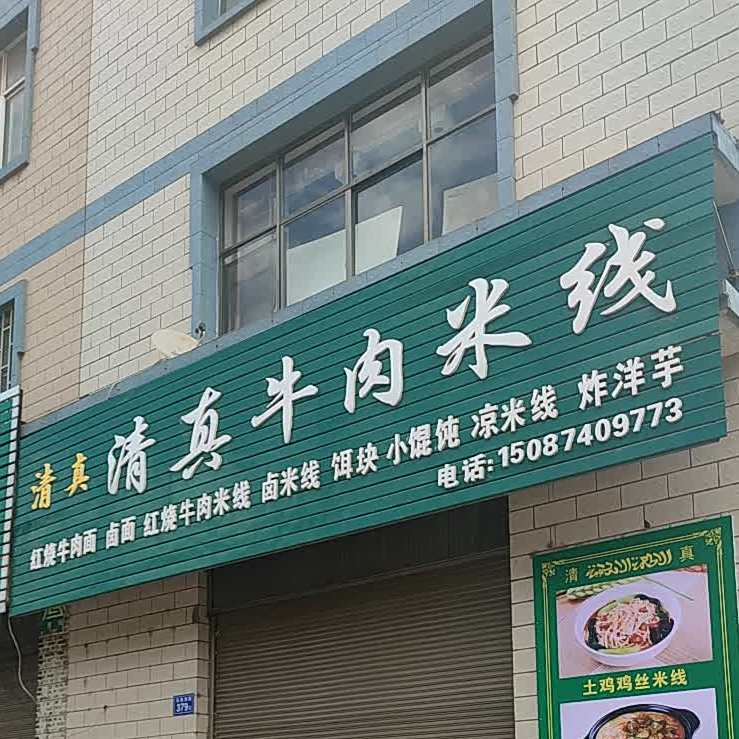 清真 清真牛肉米线
红烧牛肉面 卤面 红烧牛肉米线 卤米线 饵块 小馄饨 凉米线 炸洋芋
电话:15087409773
379
清 真
土鸡鸡丝米线